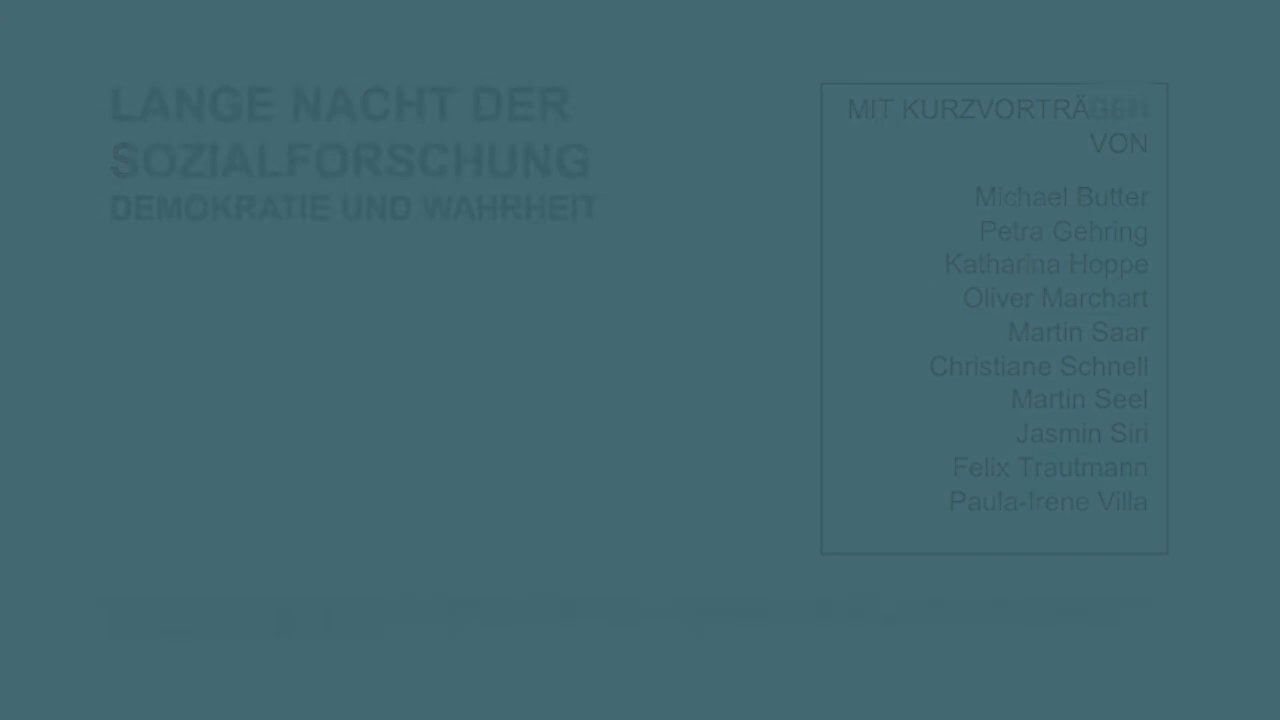 LANGE NACHT DER
SOZIALFORSCHUNG
DEMOKRATIE UND WAHRHEIT
MIT KURZVORTRÄGEN
VON
Michael Butter
Petra Gehring
Katharina Hoppe
Oliver Marchart
Martin Saar
Christiane Schnell
Martin Seel
Jasmin Siri
Felix Trautmann
Paula-Irene Villa